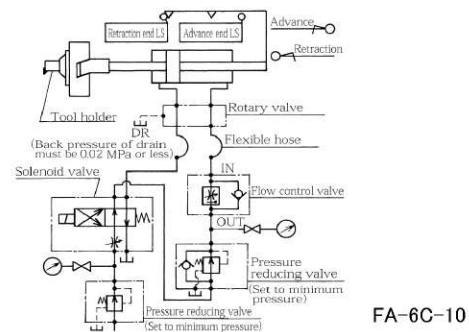 Retraction end LS
Advance end LS
Advance
Retraction
Tool holder
Rotary valve
DR
(Back pressure of drain
must be 0.02 MPa or less)
Flexible hose
Solenoid valve
IN
Flow control valve
OUT
Pressure
reducing valve
(Set to minimum
pressure)
Pressure reducing valve
(Set to minimum pressure)
FA-6C-10